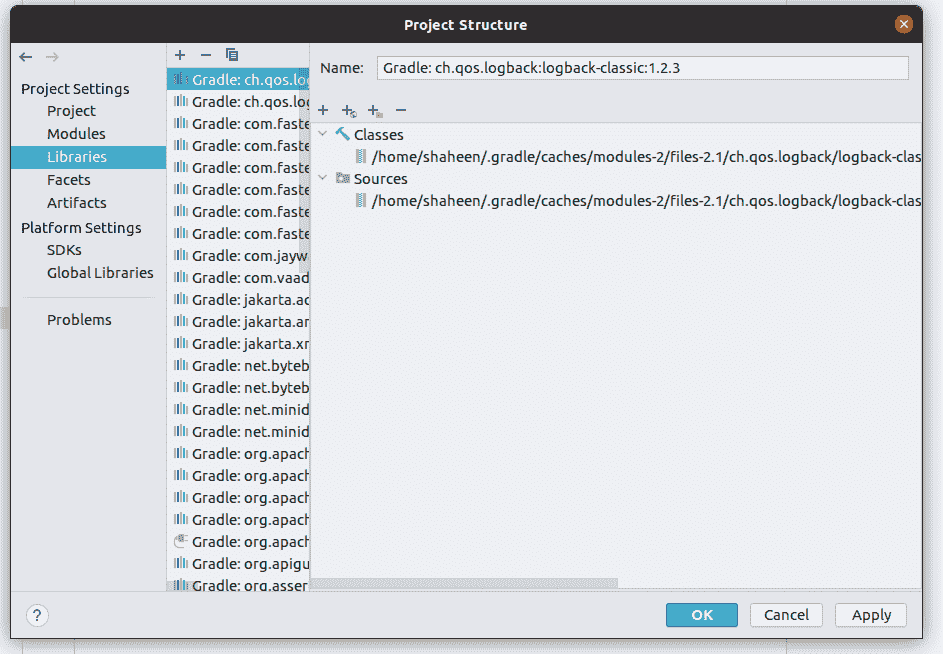 Project Structure
Project Settings
Project
Modules
Libraries
Facets
Artifacts
Platform Settings
SDKs
Global Libraries
Problems
Gradle: ch.qos.lo
Gradle: ch.qos.log
Gradle: com.faste
Gradle: com.faste
Gradle: com.faste
Gradle: com.faste
Gradle: com.faste
Gradle: com.faste
Gradle: com.jayw
Gradle: com.vaad
Gradle: jakarta.ac
Gradle: jakarta.ar
Gradle: jakarta.xr
Gradle: net.byteb
Gradle: net.byteb
Gradle: net.minid
Gradle: net.minid
Gradle: org.apach
Gradle: org.apach
Gradle: org.apach
Gradle: org.apach
Gradle: org.apach
Gradle: org.apigu
Gradle: org.asser
Name: Gradle: ch.qos.logback:logback-classic:1.2.3
Classes
/home/shaheen/.gradle/caches/modules-2/files-2.1/ch.qos.logback/logback-clas
Sources
/home/shaheen/.gradle/caches/modules-2/files-2.1/ch.qos.logback/logback-clas
?
OK Cancel Apply